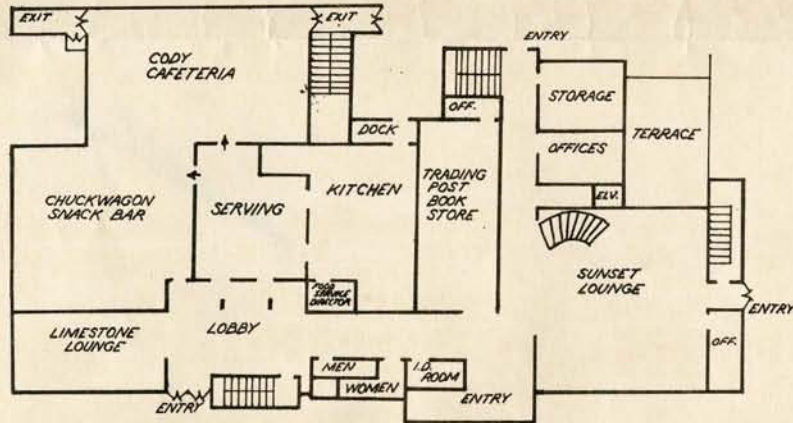 EXIT
EXIT
CODY
CAFETERIA
ENTRY
STORAGE
OFF.
DOCK
OFFICES
TERRACE
TRADING
POST
BOOK
STORE
KITCHEN
CHUCKWAGON
SNACK BAR
SERVING
ELV.
SUNSET
LOUNGE
FOOD
SERVICE
DIRECTOR
ENTRY
LIMESTONE
LOUNGE
LOBBY
OFF.
MEN
I.D.
ROOM
WOMEN
ENTRY
ENTRY